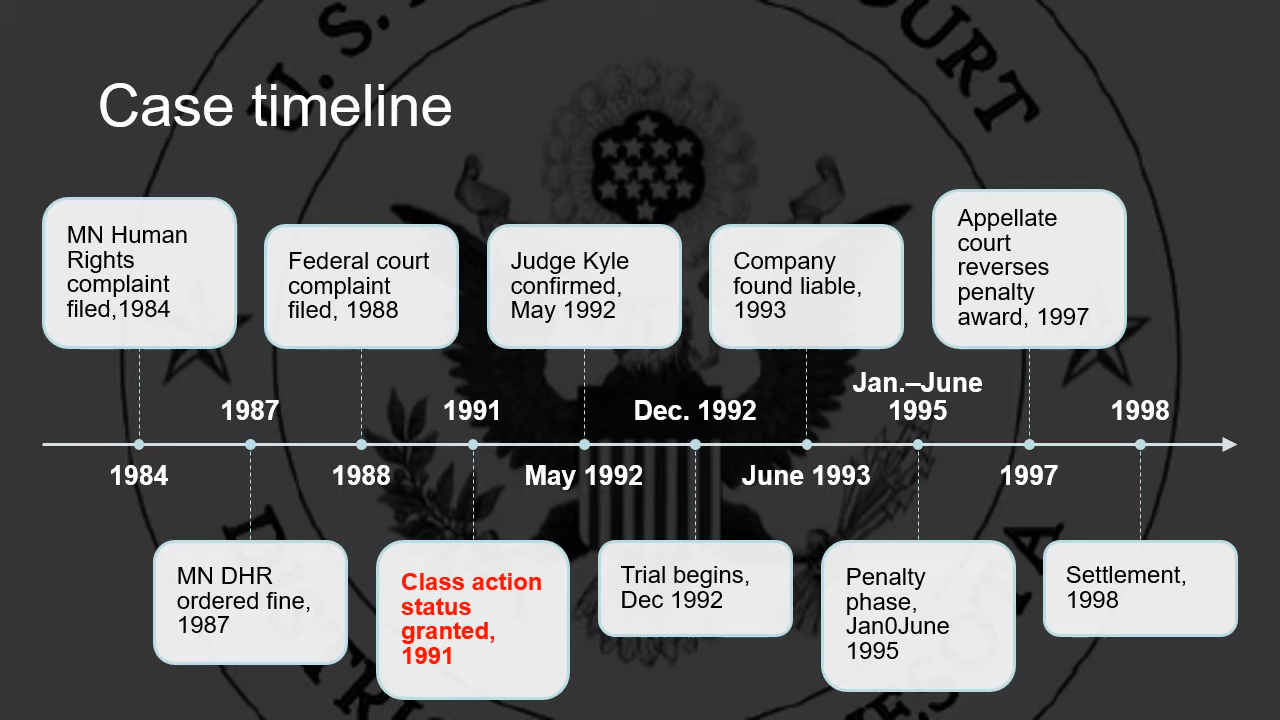 U.S.
COURT
Case timeline
MN Human
Rights
complaint
filed,1984
Federal court
complaint
filed, 1988
Judge Kyle
confirmed,
May 1992
Company
found liable,
1993
Appellate
court
reverses
penalty
award, 1997
1987
1991
Dec. 1992
Jan.–June
1995
1998
1984
1988
May 1992
June 1993
1997
MN DHR
ordered fine,
1987
Class action
status
granted,
1991
Trial begins,
Dec 1992
Penalty
phase,
Jan0June
1995
Settlement,
1998